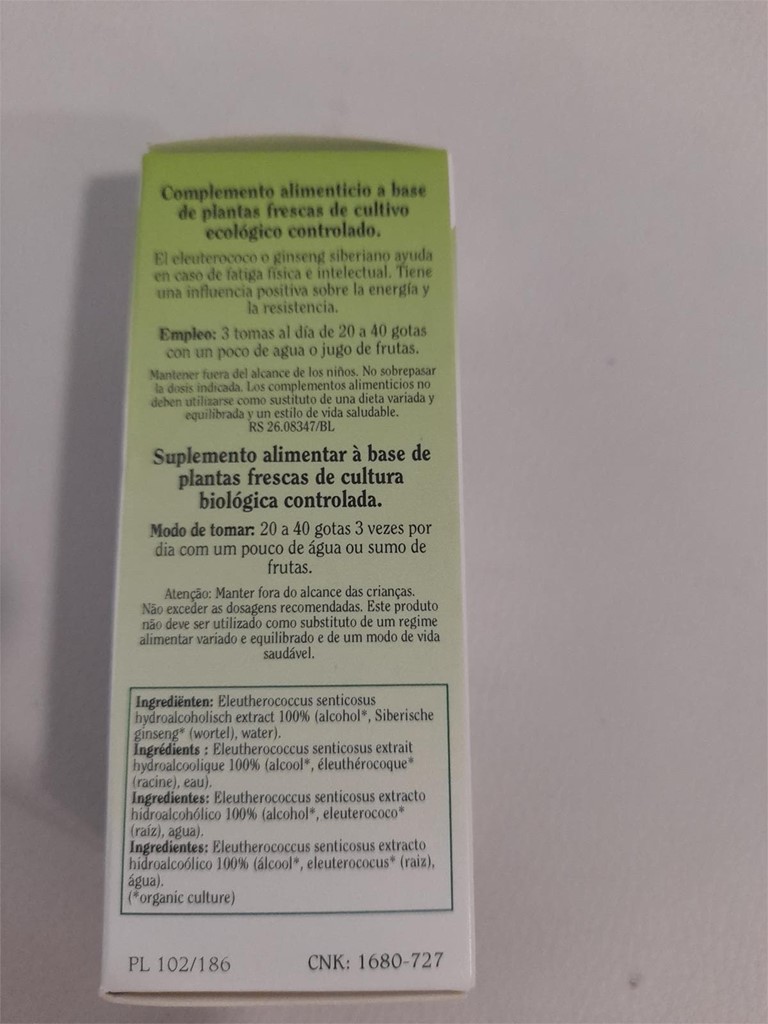 Complemento alimenticio a base
de plantas frescas de cultivo
ecológico controlado.
El eleuterococo o ginseng siberiano ayuda
en caso de fatiga física e intelectual. Tiene
una influencia positiva sobre la energía y
la resistencia.
Empleo: 3 tomas al día de 20 a 40 gotas
con un poco de agua o jugo de frutas.
Mantener fuera del alcance de los niños. No sobrepasar
la dosis indicada. Los complementos alimenticios no
deben utilizarse como sustituto de una dieta variada y
equilibrada y un estilo de vida saludable.
RS 26.08347/BL
Suplemento alimentar à base de
plantas frescas de cultura
biológica controlada.
Modo de tomar: 20 a 40 gotas 3 vezes por
dia com um pouco de água ou sumo de
frutas.
Atenção: Manter fora do alcance das crianças.
Não exceder as dosagens recomendadas. Este produto
não deve ser utilizado como substituto de um regime
alimentar variado e equilibrado e de um modo de vida
saudável.
Ingrediënten: Eleutherococcus senticosus
hydroalcoholisch extract 100% (alcohol*, Siberische
ginseng* (wortel), water).
Ingrédients : Eleutherococcus senticosus extrait
hydroalcoolique 100% (alcool*, éleuthérocoque*
(racine), eau).
Ingredientes: Eleutherococcus senticosus extracto
hidroalcohólico 100% (alcohol*, eleuterococo*
(raíz), agua).
Ingredientes: Eleutherococcus senticosus extracto
hidroalcoólico 100% (álcool*, eleuterococus* (raiz),
água).
(*organic culture)
PL 102/186 CNK: 1680-727